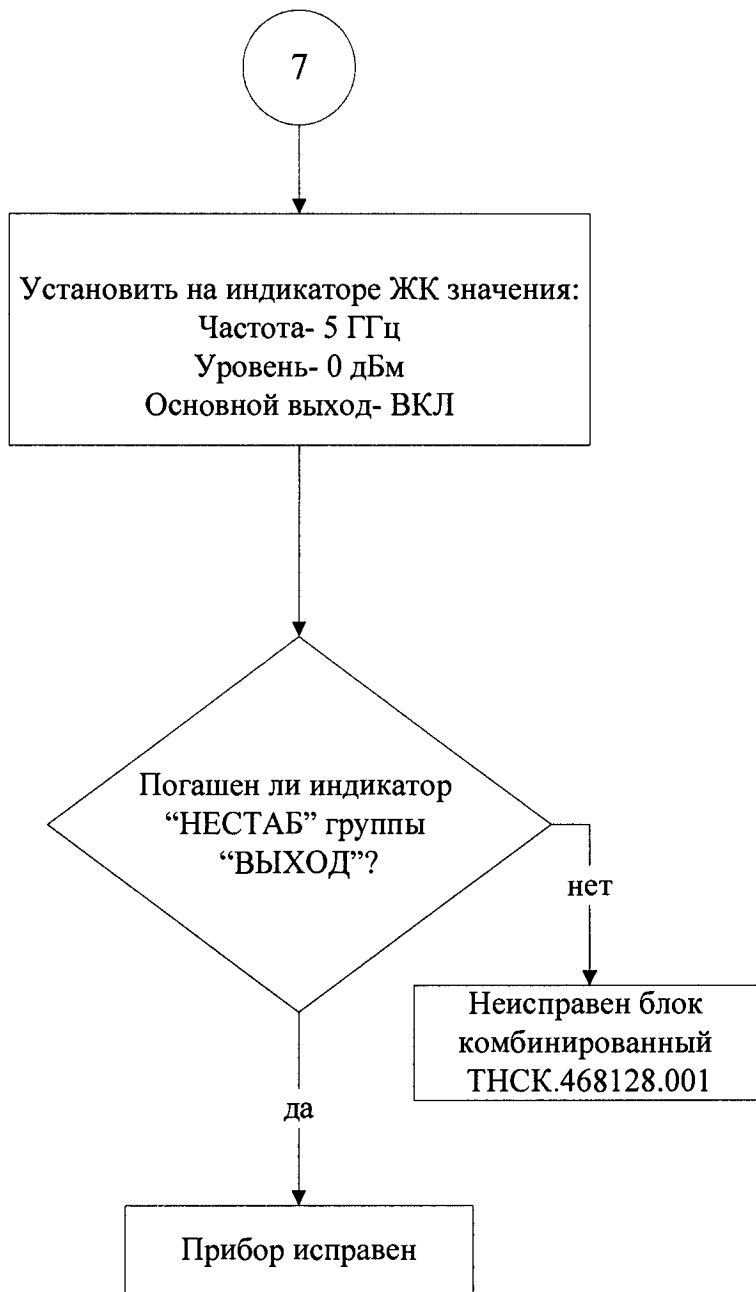 7
Установить на индикаторе ЖК значения:
Частота- 5 ГГц
Уровень- 0 дБм
Основной выход- ВКЛ
Погашен ли индикатор
“НЕСТАБ” группы
“ВЫХОД”?
нет
Неисправен блок
комбинированный
ТНСК.468128.001
да
Прибор исправен